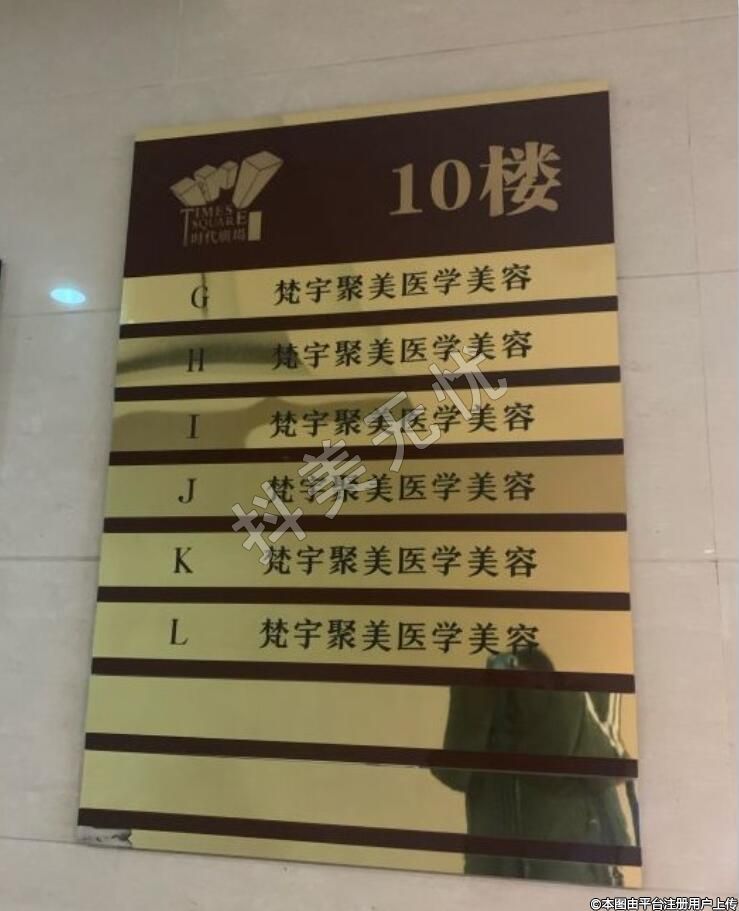 TIMES
SQUARE
时代廣場
10楼
G 梵宇聚美医学美容
H 梵宇聚美医学美容
I 梵宇聚美医学美容
J 梵宇聚美医学美容
K 梵宇聚美医学美容
L 梵宇聚美医学美容
抖美无忧
©本图由平台注册用户上传